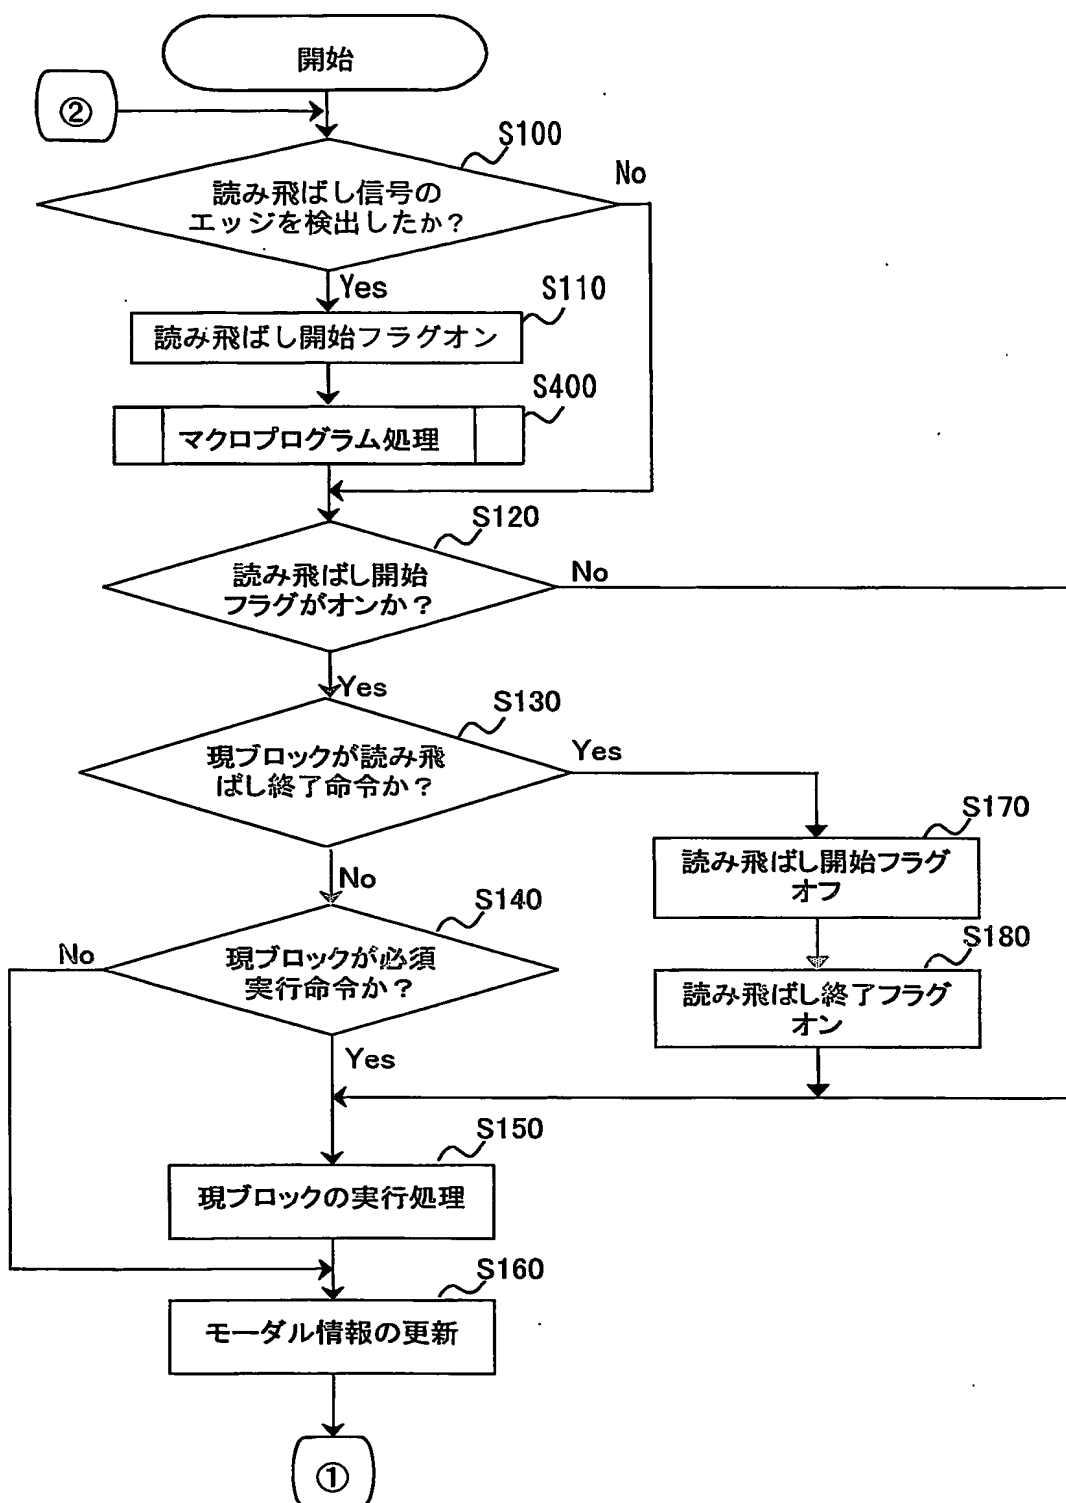 開始
②
S100
No
読み飛ばし信号の
エッジを検出したか？
Yes
S110
読み飛ばし開始フラグオン
S400
マクロプログラム処理
S120
No
読み飛ばし開始
フラグがオンか？
Yes
S130
Yes
現ブロックが読み飛
ばし終了命令か？
S170
読み飛ばし開始フラグ
オフ
No
S140
No
現ブロックが必須
実行命令か？
S180
読み飛ばし終了フラグ
オン
Yes
S150
現ブロックの実行処理
S160
モーダル情報の更新
①